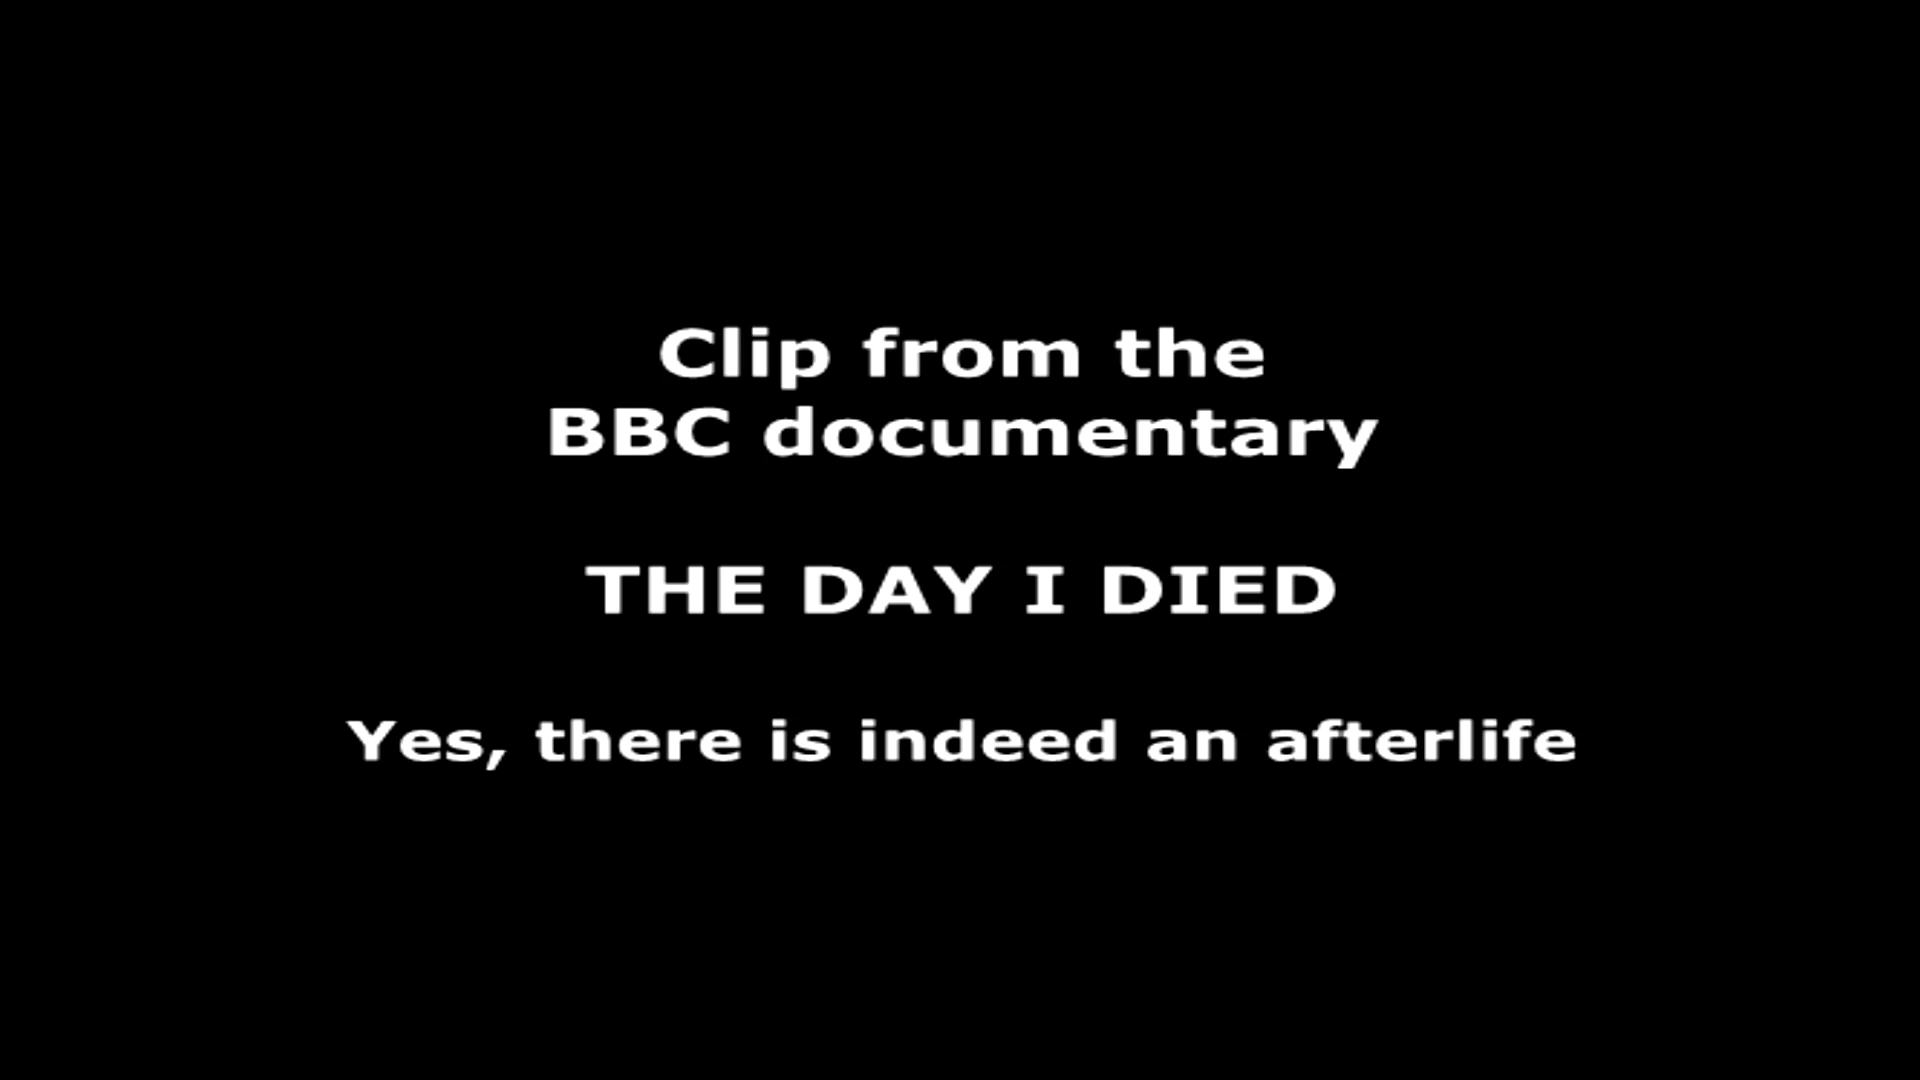 Clip from the
BBC documentary
THE DAY I DIED
Yes, there is indeed an afterlife